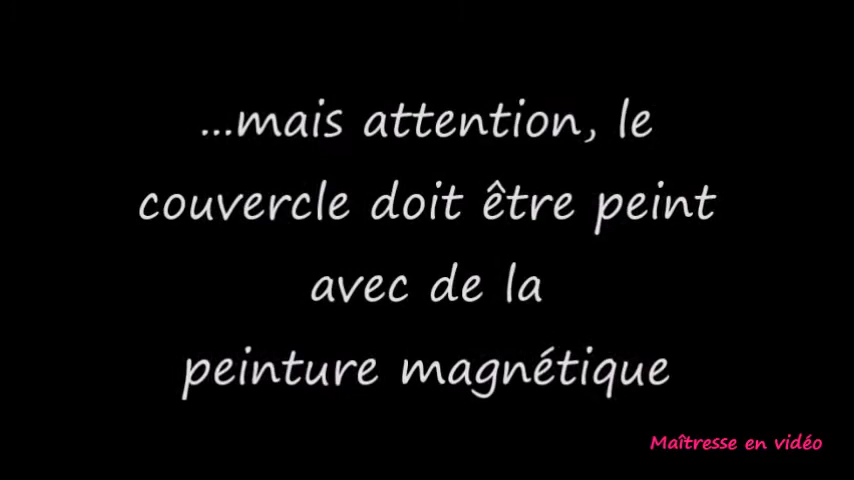 ...mais attention, le
couvercle doit être peint
avec de la
peinture magnétique
Maîtresse en vidéo